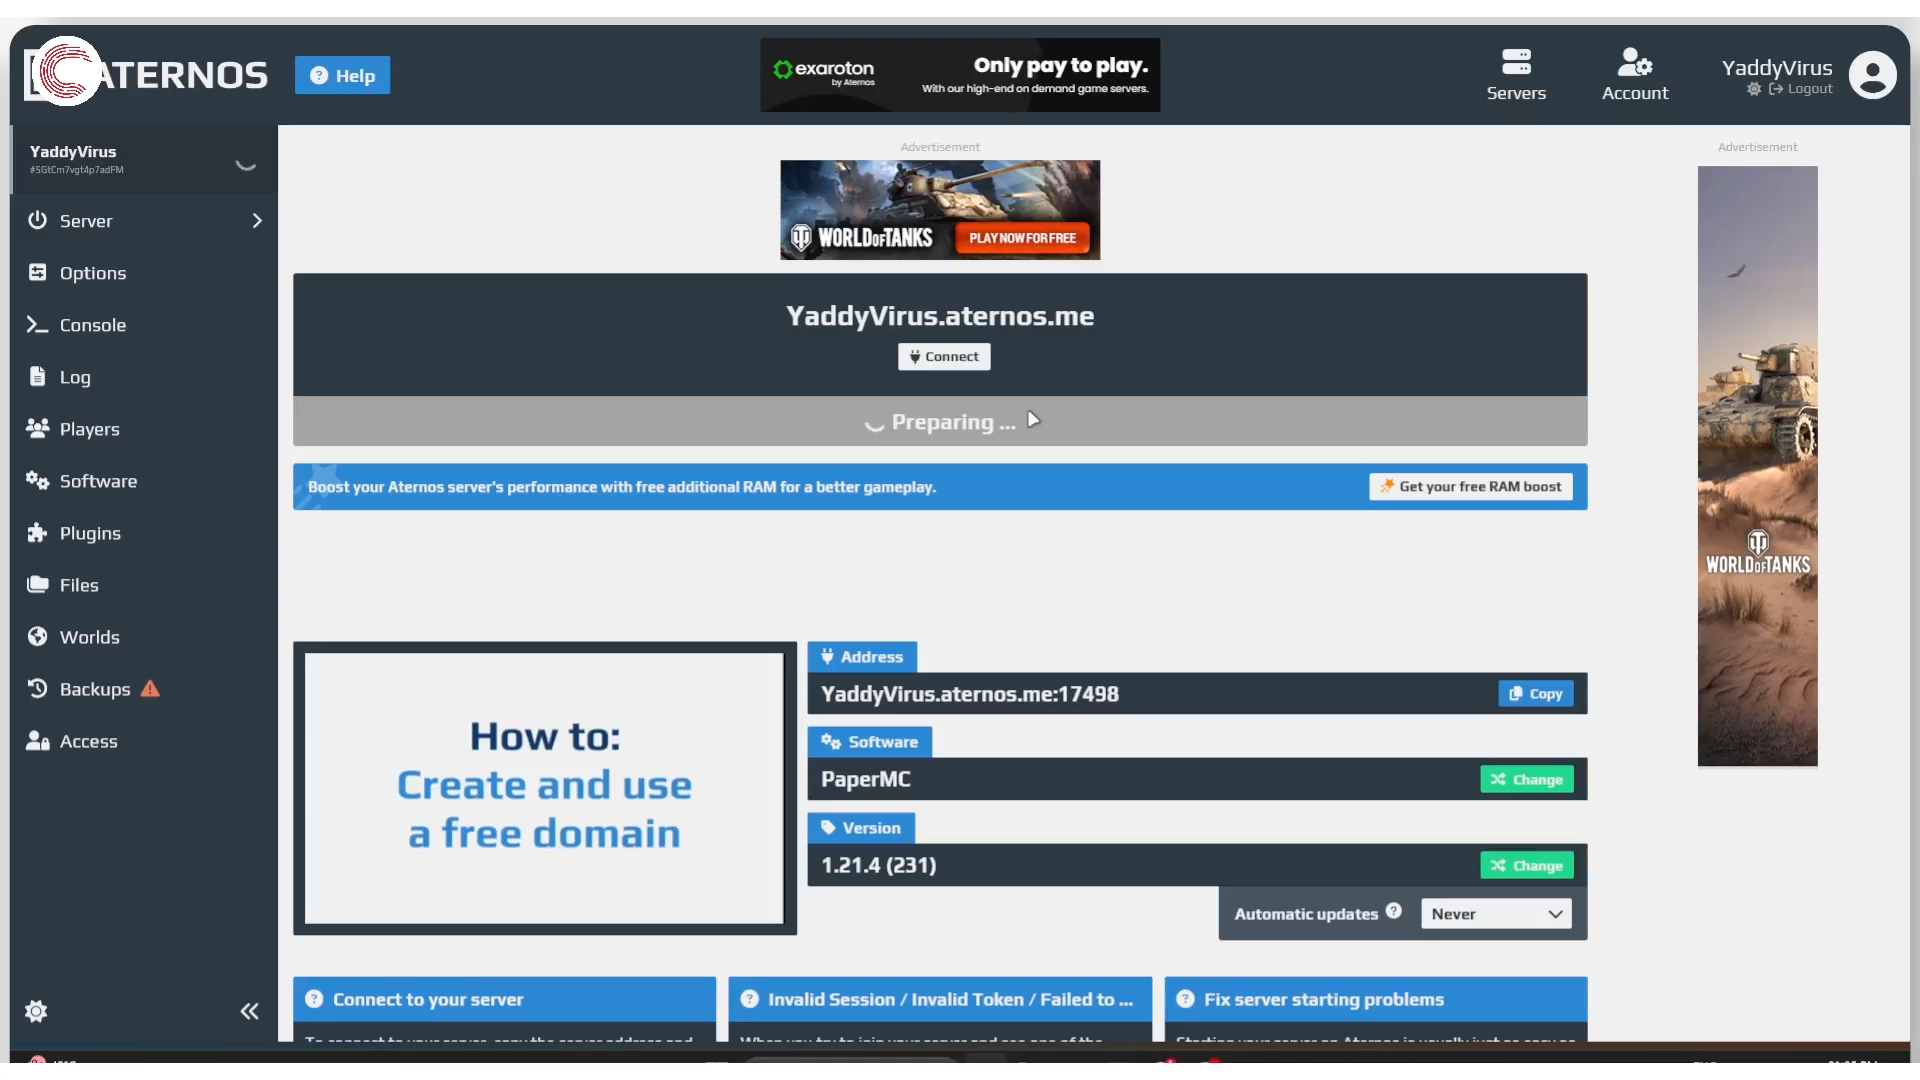 ATERNOS
Help
exaroton
by Aternos
Only pay to play.
With our high-end on demand game servers.
Servers
Account
YaddyVirus
Logout
YaddyVirus
#5GtCm7vgt4p7adFM
Server
Options
Console
Log
Players
Software
Plugins
Files
Worlds
Backups
Access
Advertisement
WORLD OF TANKS
PLAY NOW FOR FREE
YaddyVirus.aternos.me
Connect
Preparing ...
Boost your Aternos server's performance with free additional RAM for a better gameplay.
Get your free RAM boost
How to:
Create and use
a free domain
Address
YaddyVirus.aternos.me:17498
Copy
Software
PaperMC
Change
Version
1.21.4 (231)
Change
Automatic updates
Never
Connect to your server
Invalid Session / Invalid Token / Failed to ...
Fix server starting problems
Advertisement
WORLD OF TANKS